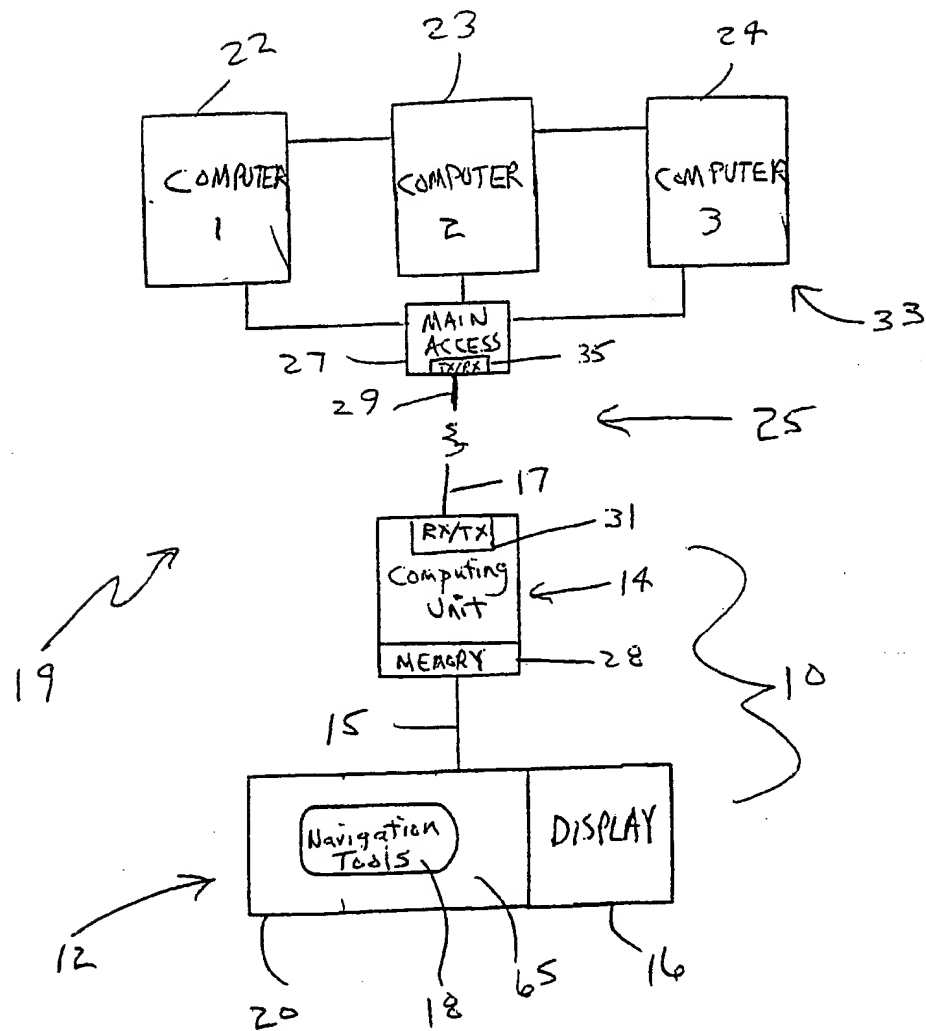 22
23
24
COMPUTER
1
COMPUTER
2
COMPUTER
3
33
MAIN
ACCESS
TX/RX
27
35
29
25
17
RX/TX
31
Computing
Unit
14
MEMORY
28
19
10
15
Navigation
Tools
DISPLAY
12
20
18
65
16